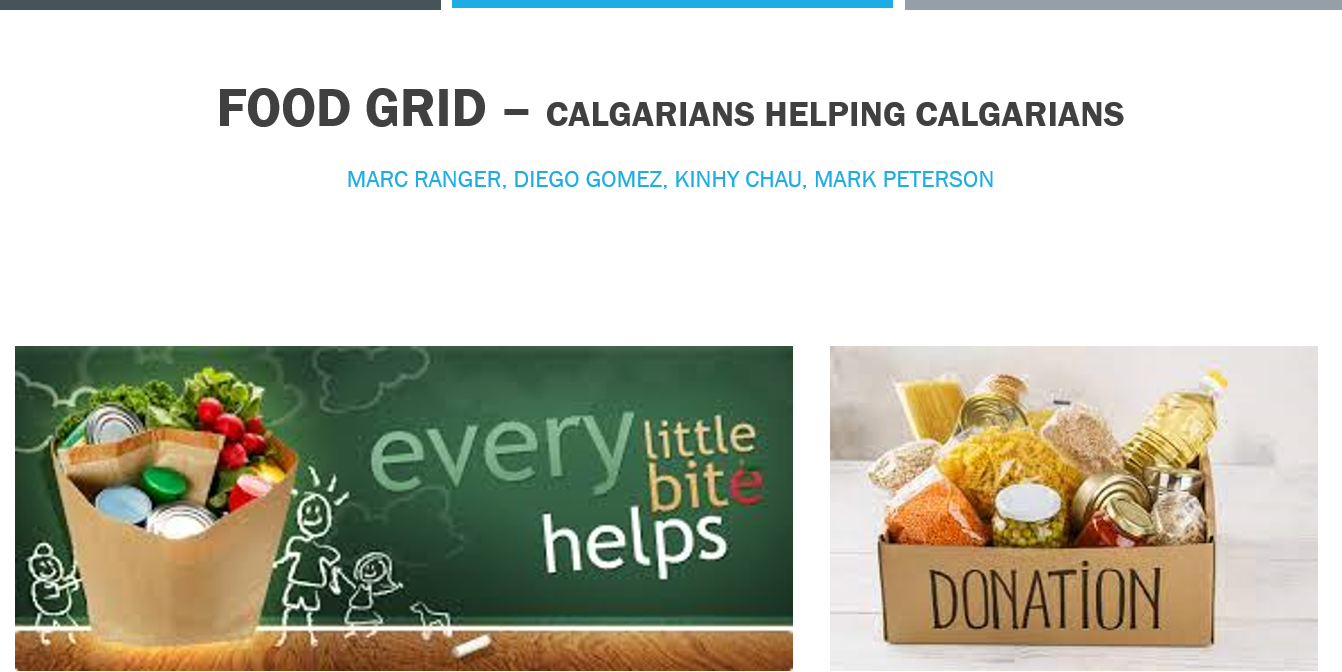 FOOD GRID – CALGARIANS HELPING CALGARIANS
MARC RANGER, DIEGO GOMEZ, KINHY CHAU, MARK PETERSON
every little
bite
helps
DONATiON